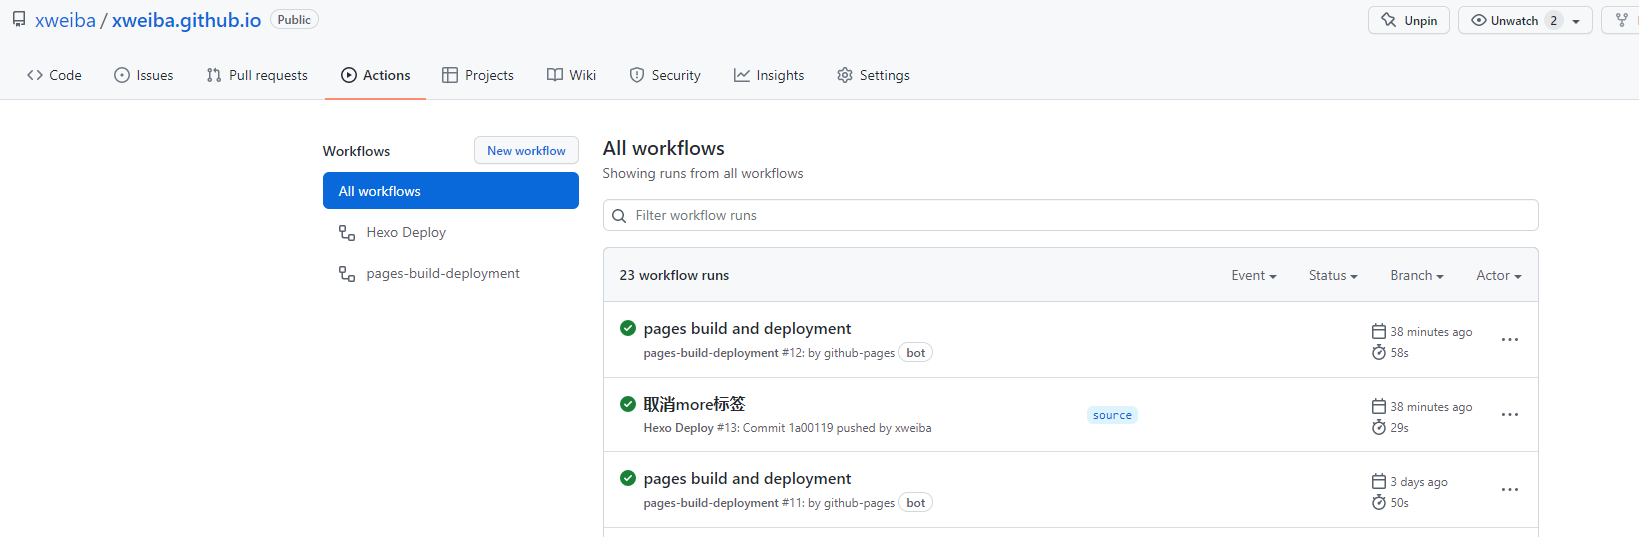 xweiba / xweiba.github.io Public Unpin Unwatch 2
Code Issues Pull requests Actions Projects Wiki Security Insights Settings
Workflows New workflow
All workflows
Hexo Deploy
pages-build-deployment
All workflows
Showing runs from all workflows
Filter workflow runs
23 workflow runs Event Status Branch Actor
pages build and deployment 38 minutes ago
pages-build-deployment #12: by github-pages bot 58s
取消more标签 source 38 minutes ago
Hexo Deploy #13: Commit 1a00119 pushed by xweiba 29s
pages build and deployment 3 days ago
pages-build-deployment #11: by github-pages bot 50s